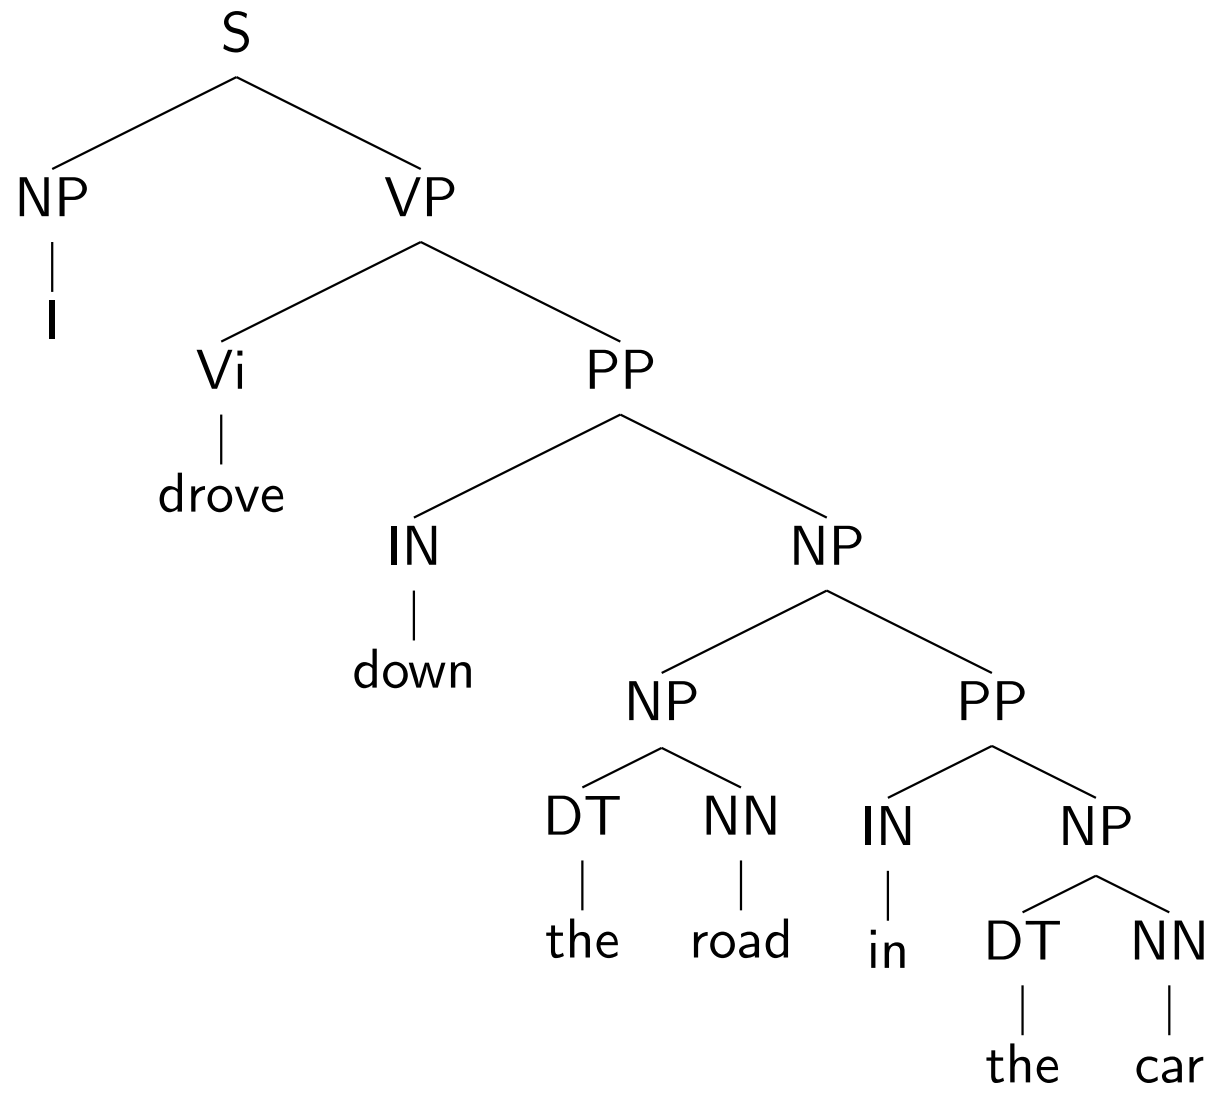 S
NP VP
I
Vi PP
drove
IN NP
down
NP PP
DT NN IN NP
the road in DT NN
the car